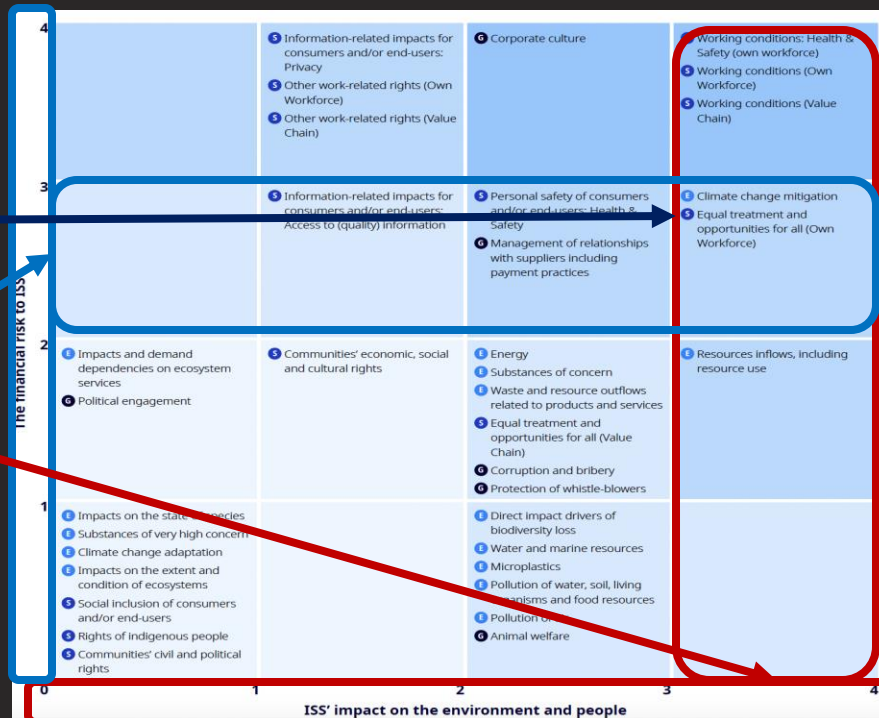 4
S Information-related impacts for
consumers and/or end-users:
Privacy
S Other work-related rights (Own
Workforce)
S Other work-related rights (Value
Chain)
G Corporate culture
S Working conditions: Health &
Safety (own workforce)
S Working conditions (Own
Workforce)
S Working conditions (Value
Chain)
3
S Information-related impacts for
consumers and/or end-users:
Access to (quality) information
S Personal safety of consumers
and/or end-users: Health &
Safety
G Management of relationships
with suppliers including
payment practices
E Climate change mitigation
S Equal treatment and
opportunities for all (Own
Workforce)
The financial risk to ISS
2
E Impacts and demand
dependencies on ecosystem
services
G Political engagement
S Communities' economic, social
and cultural rights
E Energy
E Substances of concern
E Waste and resource outflows
related to products and services
S Equal treatment and
opportunities for all (Value
Chain)
G Corruption and bribery
G Protection of whistle-blowers
E Resources inflows, including
resource use
1
E Impacts on the state species
E Substances of very high concern
E Climate change adaptation
E Impacts on the extent and
condition of ecosystems
S Social inclusion of consumers
and/or end-users
S Rights of indigenous people
S Communities' civil and political
rights
E Direct impact drivers of
biodiversity loss
E Water and marine resources
E Microplastics
E Pollution of water, soil, living
organisms and food resources
E Pollution of
G Animal welfare
0 1 2 3 4
ISS' impact on the environment and people